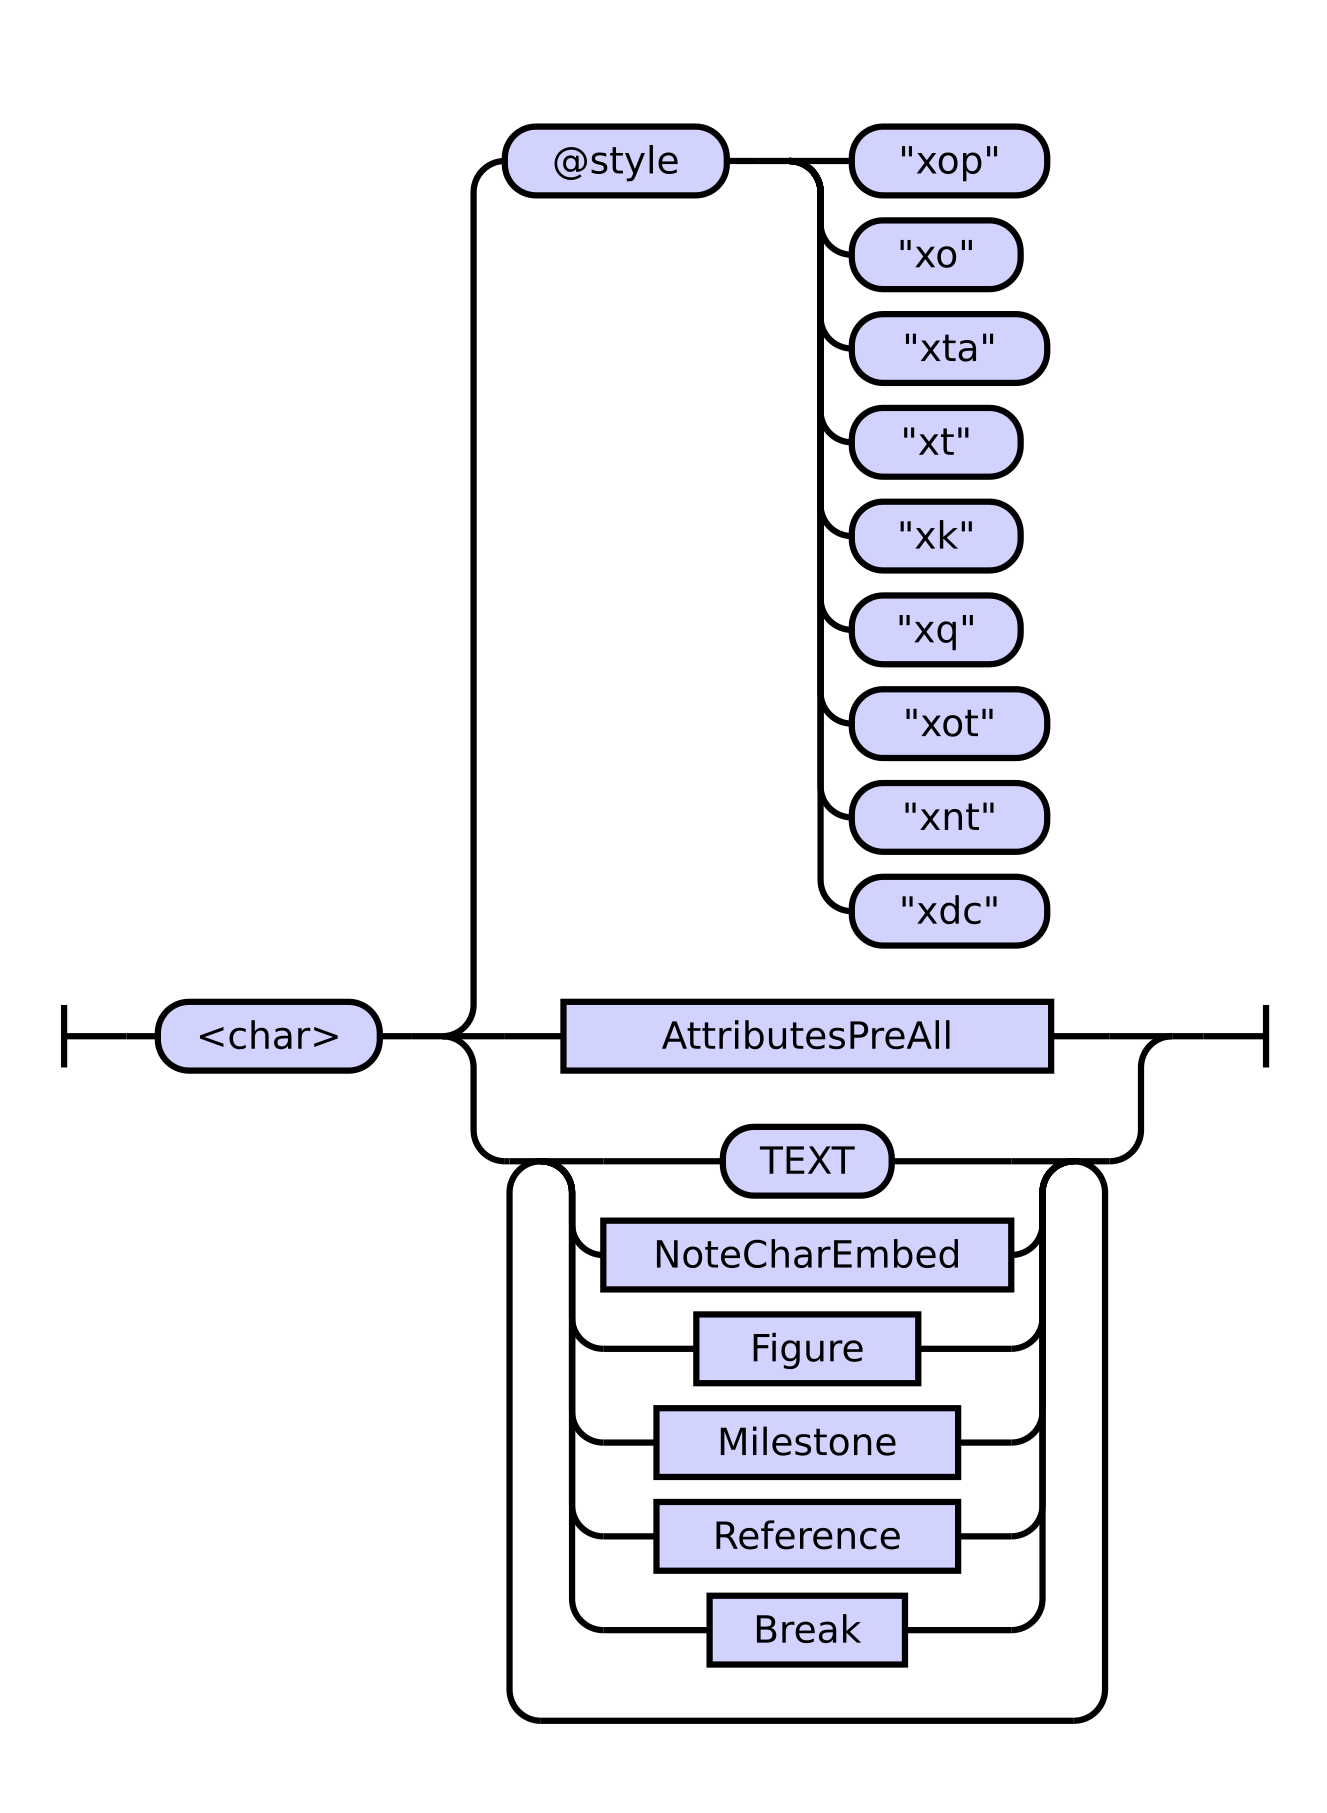 @style
"xop"
"xo"
"xta"
"xt"
"xk"
"xq"
"xot"
"xnt"
"xdc"
<char>
AttributesPreAll
TEXT
NoteCharEmbed
Figure
Milestone
Reference
Break